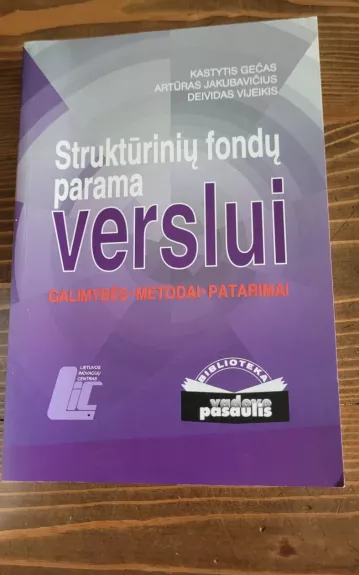 KASTYTIS GEČAS
ARTŪRAS JAKUBAVIČIUS
DEIVIDAS VIJEIKIS
Struktūrinių fondų
parama
verslui
GALIMYBĖS•METODAI•PATARIMAI
LIETUVOS
INOVACIJŲ
CENTRAS
LIC
BIBLIOTEKA
vadovo
pasaulis